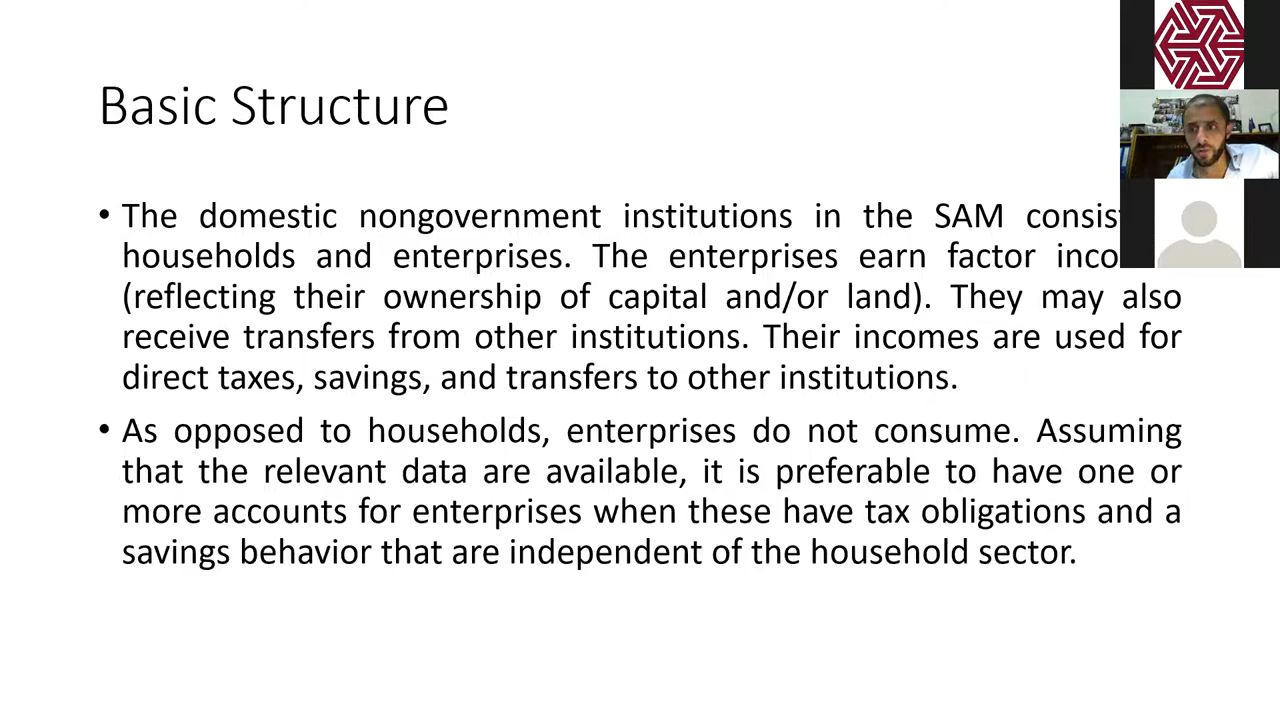 Basic Structure
• The domestic nongovernment institutions in the SAM
households and enterprises. The enterprises earn factor
(reflecting their ownership of capital and/or land). They may also
receive transfers from other institutions. Their incomes are used for
direct taxes, savings, and transfers to other institutions.
• As opposed to households, enterprises do not consume. Assuming
that the relevant data are available, it is preferable to have one or
more accounts for enterprises when these have tax obligations and a
savings behavior that are independent of the household sector.